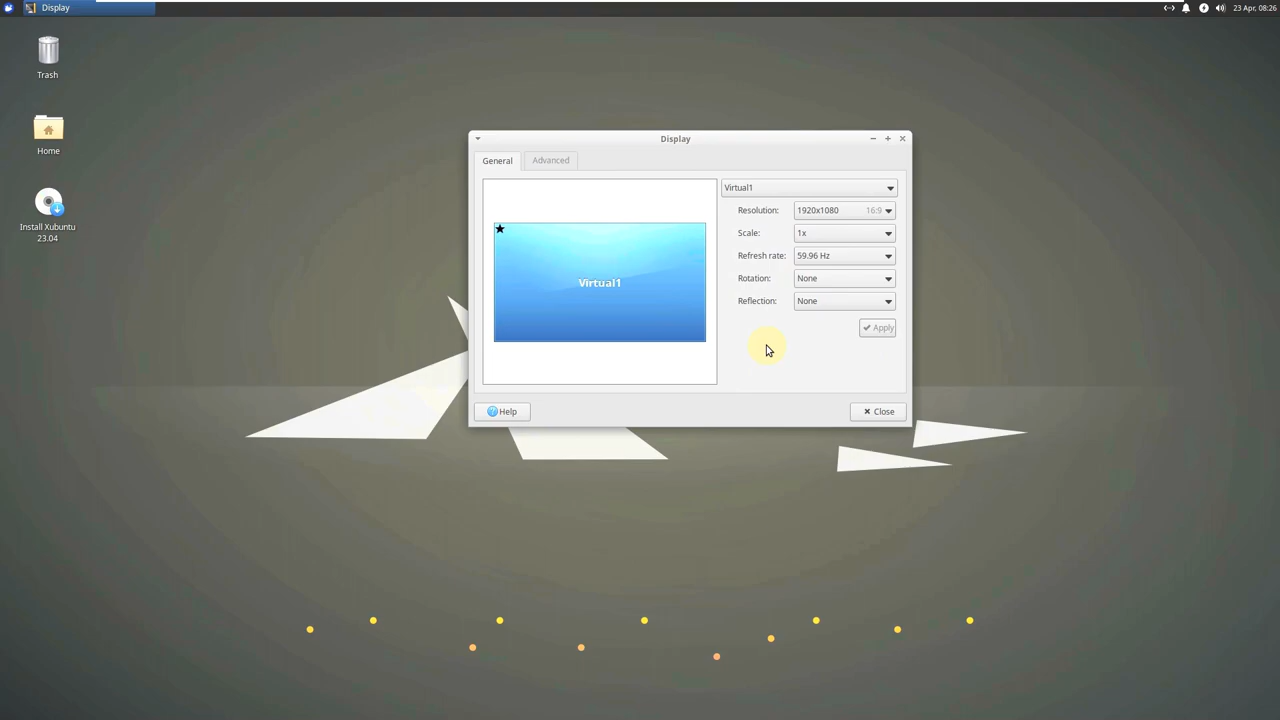 Display
23 Apr, 08:26
Trash
Home
Install Xubuntu
23.04
Display
General
Advanced
Virtual1
Virtual1
Resolution: 1920x1080 16:9
Scale: 1x
Refresh rate: 59.96 Hz
Rotation: None
Reflection: None
Apply
Help
Close